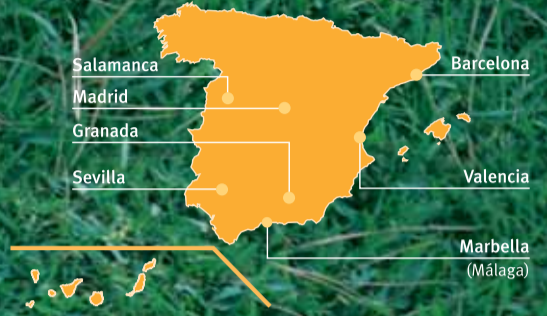 Salamanca
Madrid
Granada
Sevilla
Barcelona
Valencia
Marbella
(Málaga)